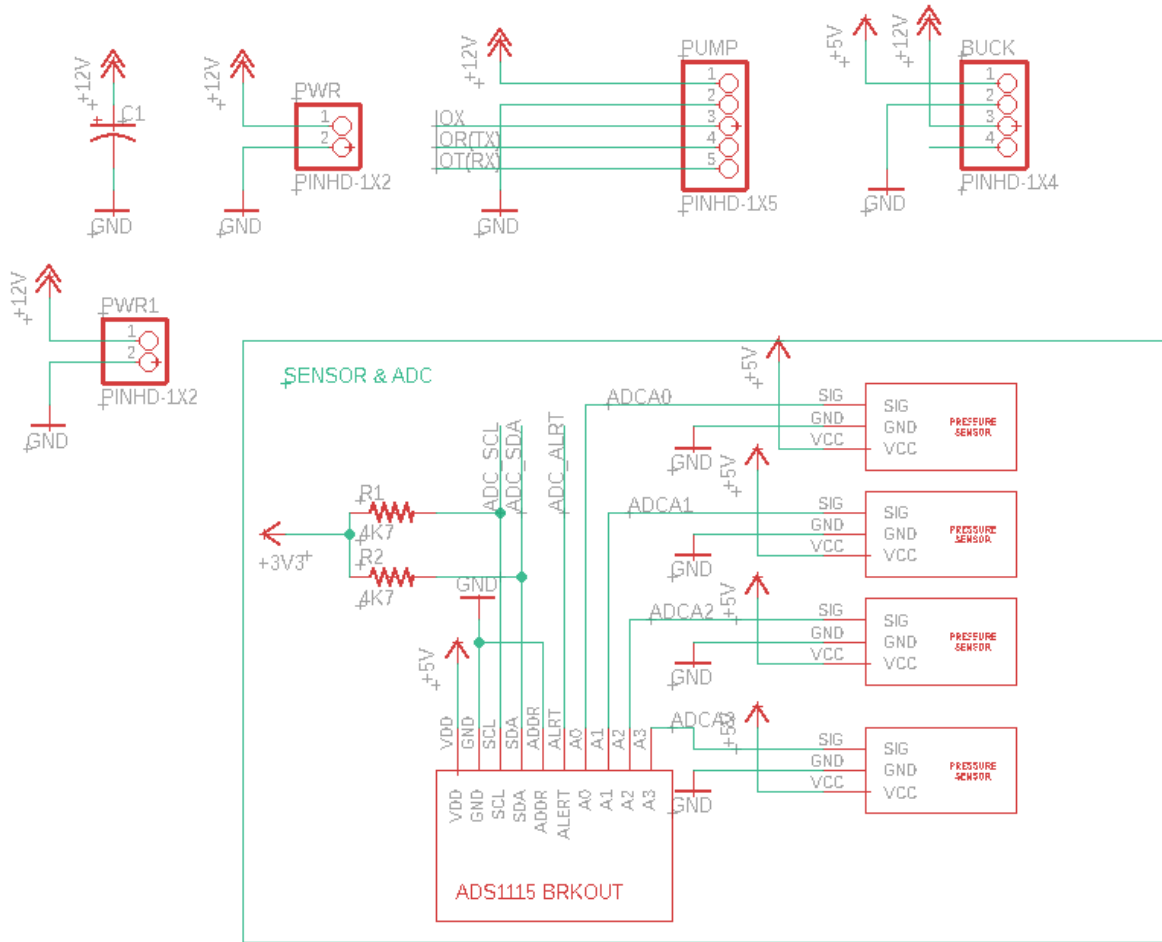 +12V
C1
GND
+12V
PWR
1
2
PINHD-1X2
GND
+12V
PUMP
1
2
3
4
5
IOX
IOR(TX)
IOT(RX)
PINHD-1X5
GND
+5V
+12V
BUCK
1
2
3
4
PINHD-1X4
GND
+12V
PWR1
1
2
PINHD-1X2
GND
SENSOR & ADC
ADC_SCL
ADC_SDA
ADC_ALRT
R1
4K7
R2
4K7
+3V3
GND
+5V
VDD
GND
SCL
SDA
ADDR
ALRT
A0
A1
A2
A3
VDD
GND
SCL
SDA
ADDR
ALERT
A0
A1
A2
A3
ADS1115 BRKOUT
ADCA0
+5V
GND
SIG
GND
VCC
SIG
GND
VCC
PRESSURE
SENSOR
ADCA1
+5V
GND
SIG
GND
VCC
SIG
GND
VCC
PRESSURE
SENSOR
ADCA2
+5V
GND
SIG
GND
VCC
SIG
GND
VCC
PRESSURE
SENSOR
ADCA3
+5V
GND
SIG
GND
VCC
SIG
GND
VCC
PRESSURE
SENSOR